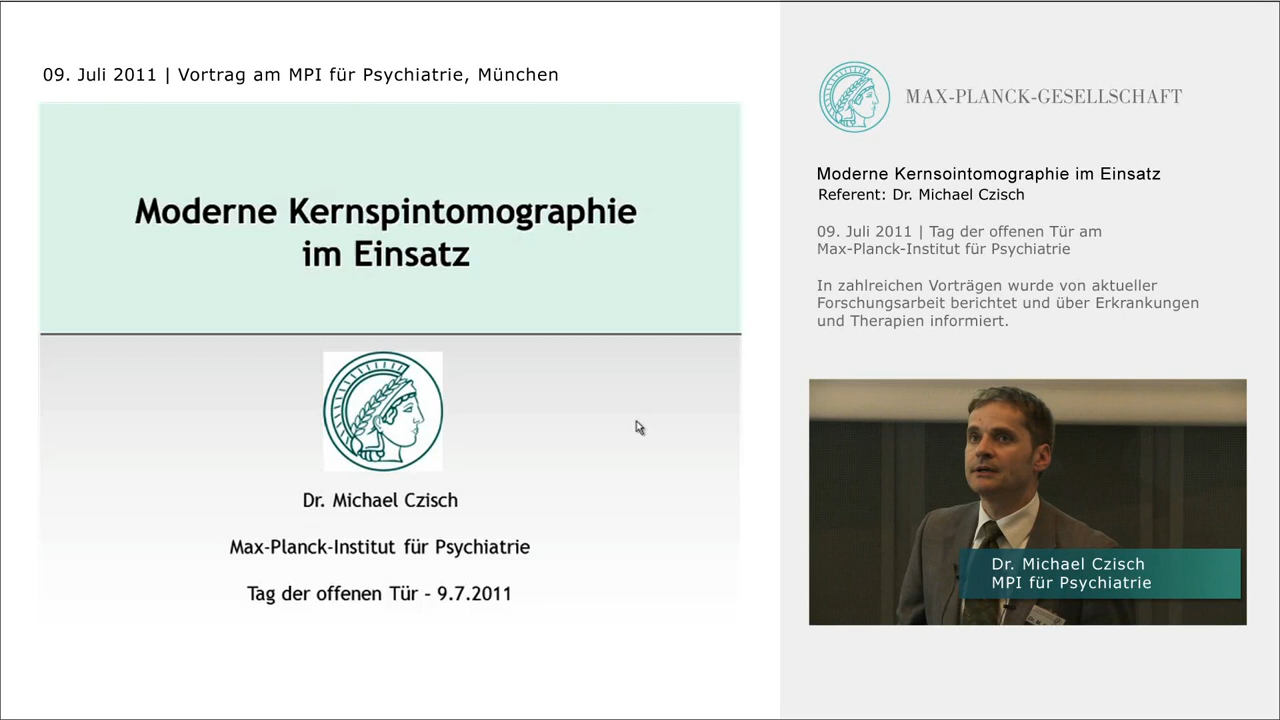 09. Juli 2011 | Vortrag am MPI für Psychiatrie, München
Moderne Kernspintomographie
im Einsatz
Dr. Michael Czisch
Max-Planck-Institut für Psychiatrie
Tag der offenen Tür - 9.7.2011
MAX-PLANCK-GESELLSCHAFT
Moderne Kernsointomographie im Einsatz
Referent: Dr. Michael Czisch
09. Juli 2011 | Tag der offenen Tür am
Max-Planck-Institut für Psychiatrie
In zahlreichen Vorträgen wurde von aktueller
Forschungsarbeit berichtet und über Erkrankungen
und Therapien informiert.
Dr. Michael Czisch
MPI für Psychiatrie